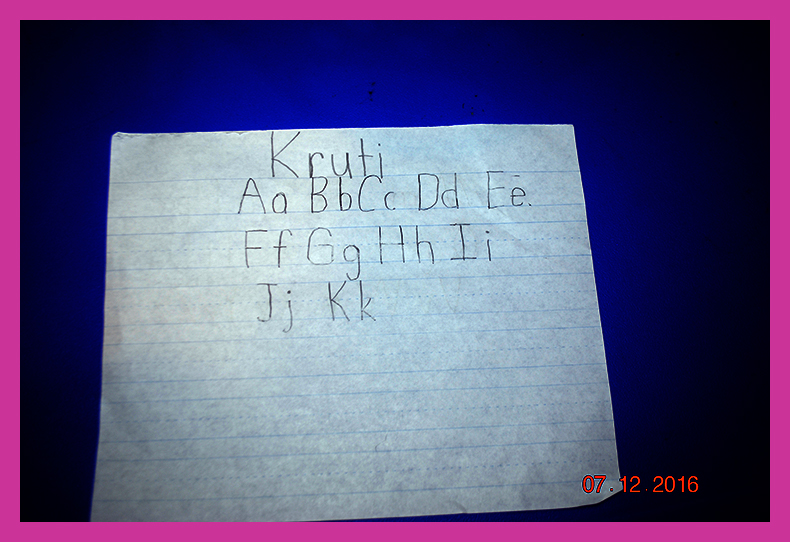 Kruti
Aa Bb Cc Dd Ee.
Ff Gg Hh Ii
Jj Kk
07.12.2016